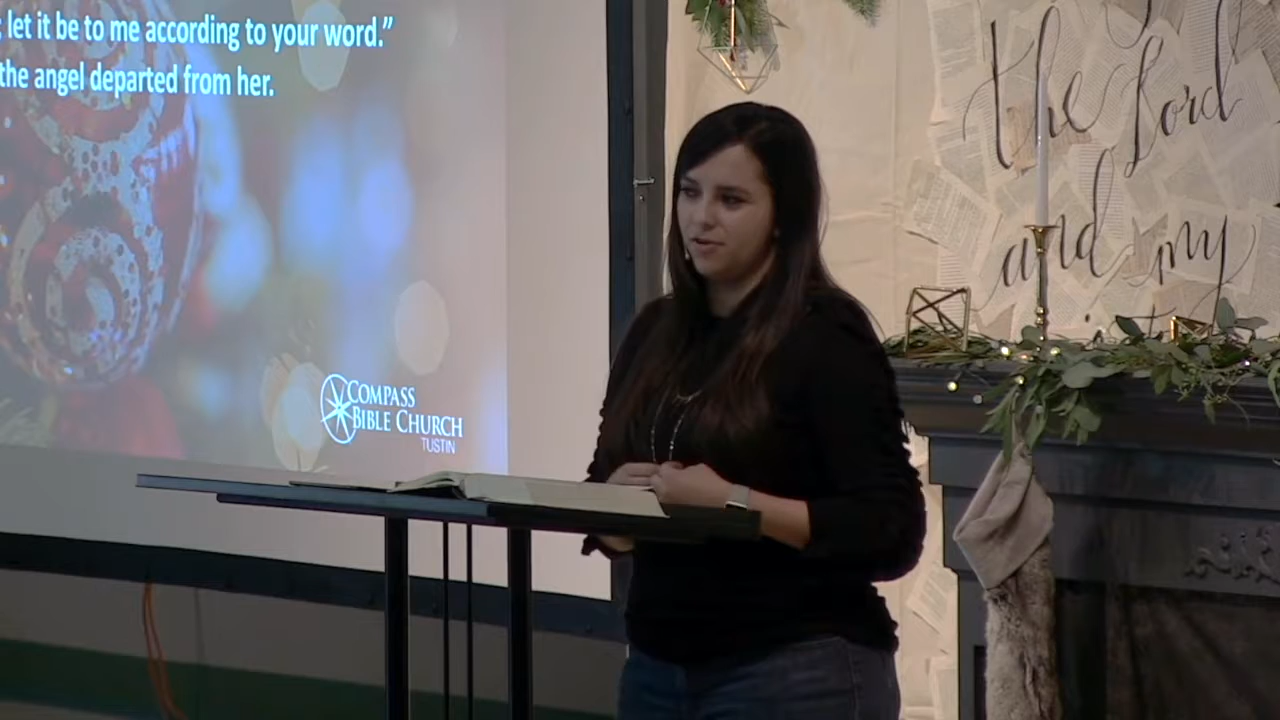 ; let it be to me according to your word.”
the angel departed from her.
COMPASS
BIBLE CHURCH
TUSTIN
the Lord
and my